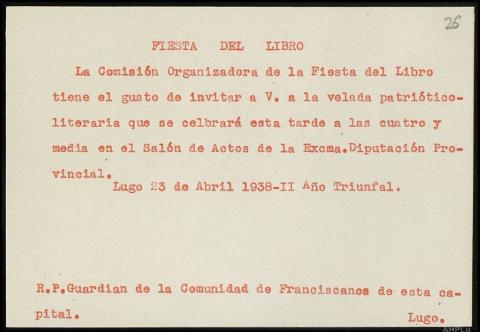 26
FIESTA DEL LIBRO
La Comisión Organizadora de la Fiesta del Libro
tiene el gusto de invitar a V. a la velada patriótico-
literaria que se celbrará esta tarde a las cuatro y
media en el Salón de Actos de la Excma.Diputación Pro-
vincial.
Lugo 23 de Abril 1938-II Año Triunfal.
R.P.Guardian de la Comunidad de Franciscanos de esta ca-
pital.
Lugo.
AHPLU